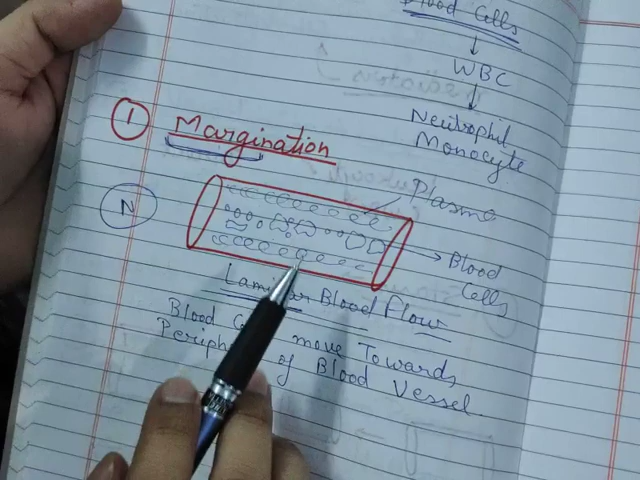 Blood Cells
↓
WBC
↓
Neutrophil
Monocyte
① Margination
Plasma
N
→ Blood
Cells
Laminar Blood Flow
Blood Cells move Towards
Periphery of Blood Vessel.